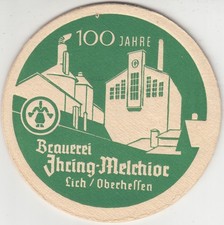 100 JAHRE
Brauerei
Ihring-Melchior
Lich / Oberhessen